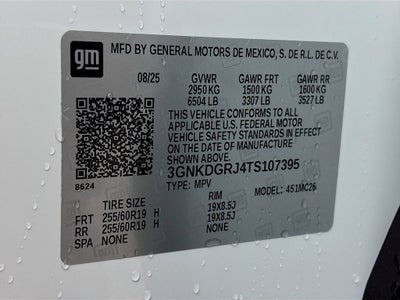 gm
MFD BY GENERAL MOTORS DE MEXICO, S. DE R.L. DE C.V.
08/25 GVWR GAWR FRT GAWR RR
2950 KG 1500 KG 1600 KG
6504 LB 3307 LB 3527 LB
THIS VEHICLE CONFORMS TO ALL
APPLICABLE U.S. FEDERAL MOTOR
VEHICLE SAFETY STANDARDS IN EFFECT
ON THE DATE OF MANUFACTURE SHOWN ABOVE.
3GNKDGRJ4TS107395
8624 TYPE: MPV MODEL: 451MC26
TIRE SIZE RIM
FRT 255/60R19 H 19X8.5J
RR 255/60R19 H 19X8.5J
SPA NONE NONE